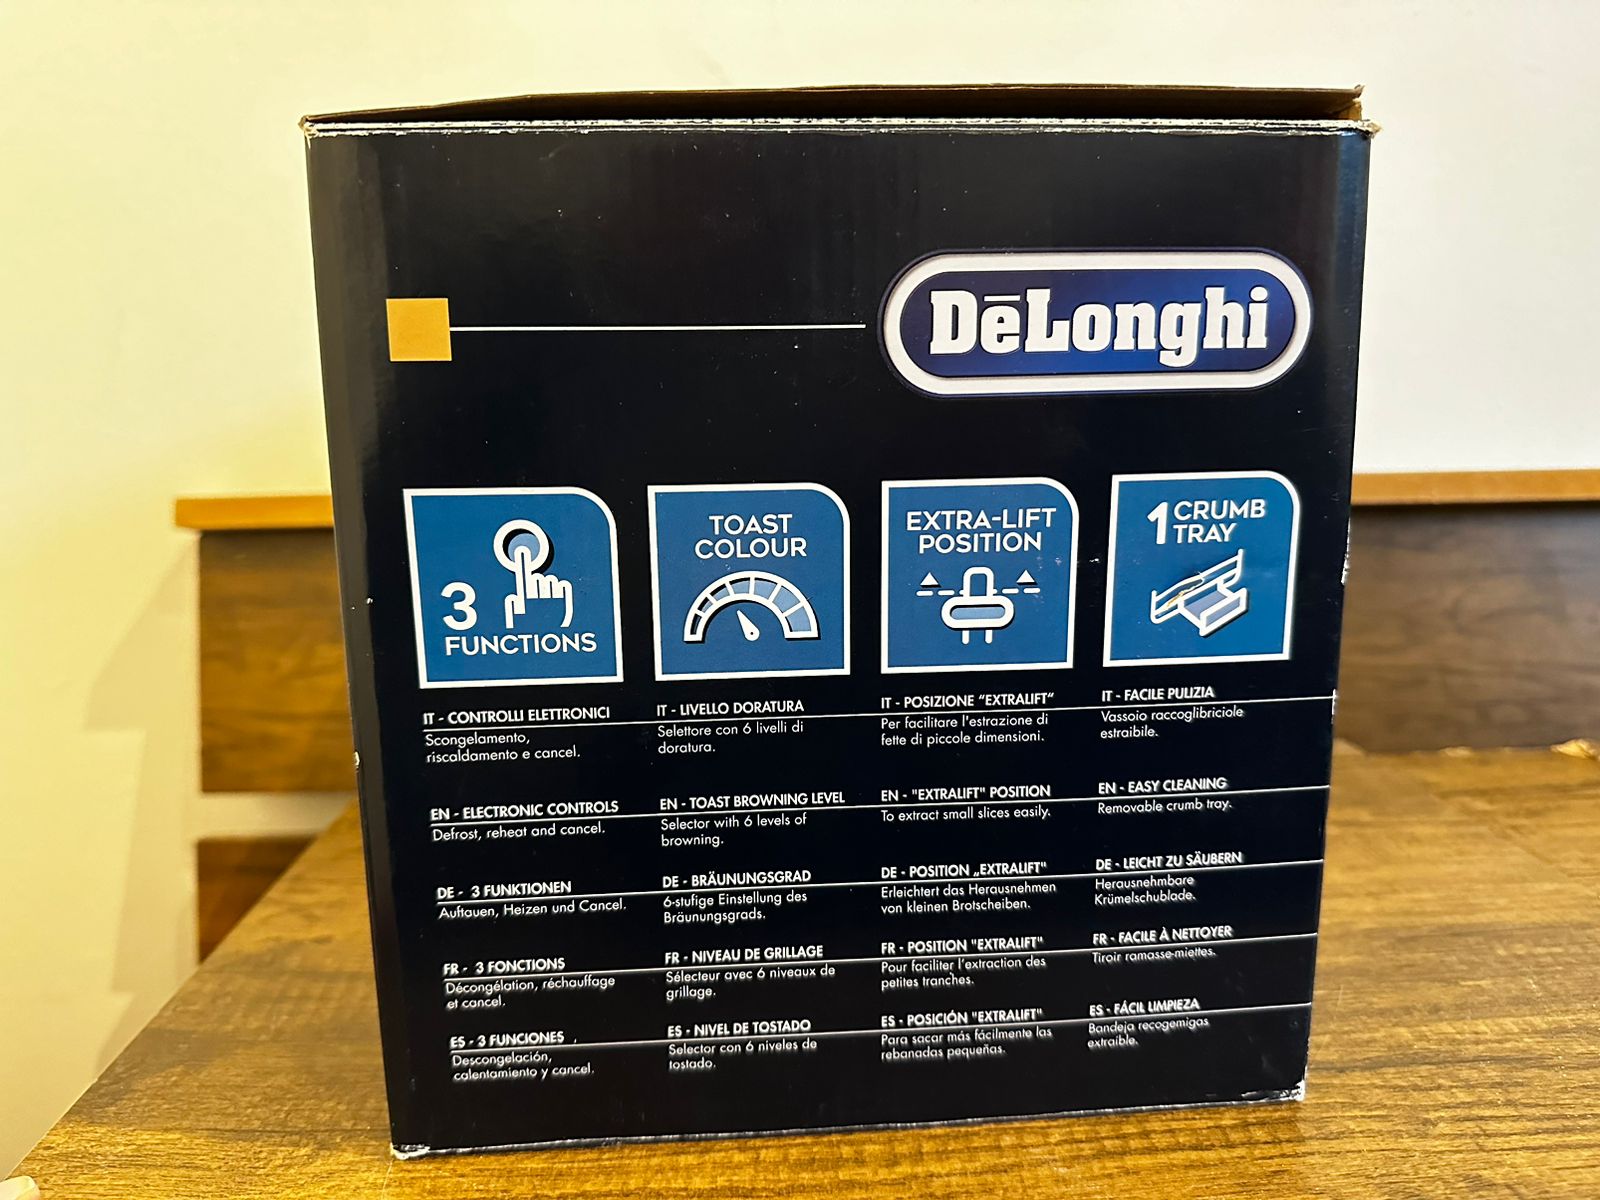 DeLonghi
3
FUNCTIONS
TOAST
COLOUR
EXTRA-LIFT
POSITION
1 CRUMB
TRAY
IT - CONTROLLI ELETTRONICI
Scongelamento,
riscaldamento e cancel.
IT - LIVELLO DORATURA
Selettore con 6 livelli di
doratura.
IT - POSIZIONE "EXTRALIFT"
Per facilitare l'estrazione di
fette di piccole dimensioni.
IT - FACILE PULIZIA
Vassoio raccoglibriciole
estraibile.
EN - ELECTRONIC CONTROLS
Defrost, reheat and cancel.
EN - TOAST BROWNING LEVEL
Selector with 6 levels of
browning.
EN - "EXTRALIFT" POSITION
To extract small slices easily.
EN - EASY CLEANING
Removable crumb tray.
DE - 3 FUNKTIONEN
Auftauen, Heizen und Cancel.
DE - BRÄUNUNGSGRAD
6-stufige Einstellung des
Bräunungsgrads.
DE - POSITION „EXTRALIFT"
Erleichtert das Herausnehmen
von kleinen Brotscheiben.
DE - LEICHT ZU SÄUBERN
Herausnehmbare
Krümelschublade.
FR - 3 FONCTIONS
Décongélation, réchauffage
et cancel.
FR - NIVEAU DE GRILLAGE
Sélecteur avec 6 niveaux de
grillage.
FR - POSITION "EXTRALIFT"
Pour faciliter l'extraction des
petites tranches.
FR - FACILE À NETTOYER
Tiroir ramasse-miettes.
ES - 3 FUNCIONES
Descongelación,
calentamiento y cancel.
ES - NIVEL DE TOSTADO
Selector con 6 niveles de
tostado.
ES - POSICIÓN "EXTRALIFT"
Para sacar más fácilmente las
rebanadas pequeñas.
ES - FÁCIL LIMPIEZA
Bandeja recogemigas
extraible.